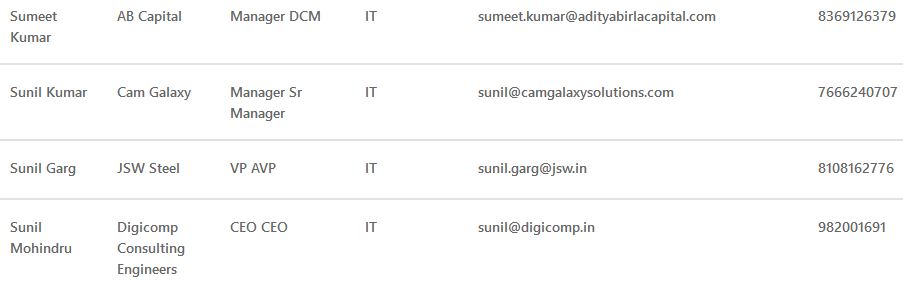 Sumeet Kumar AB Capital Manager DCM IT sumeet.kumar@adityabirlacapital.com 8369126379
Sunil Kumar Cam Galaxy Manager Sr Manager IT sunil@camgalaxysolutions.com 7666240707
Sunil Garg JSW Steel VP AVP IT sunil.garg@jsw.in 8108162776
Sunil Mohindru Digicomp Consulting Engineers CEO CEO IT sunil@digicomp.in 982001691